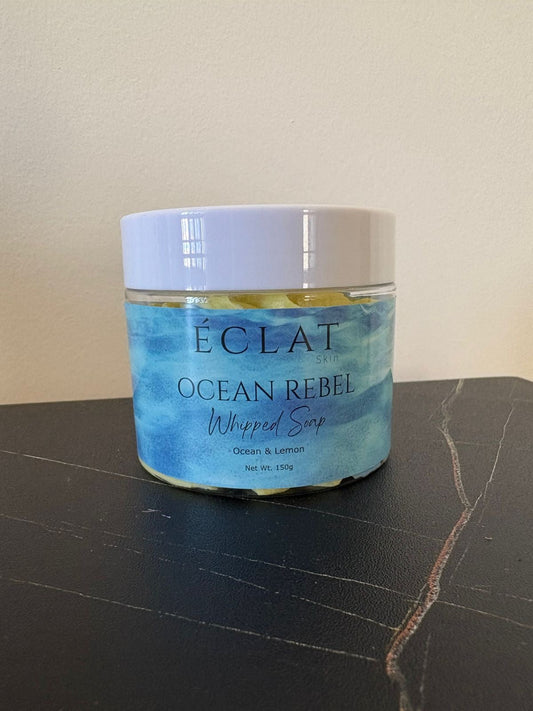 ÉCLAT
Skin
OCEAN REBEL
Whipped Soap
Ocean & Lemon
Net Wt. 150g